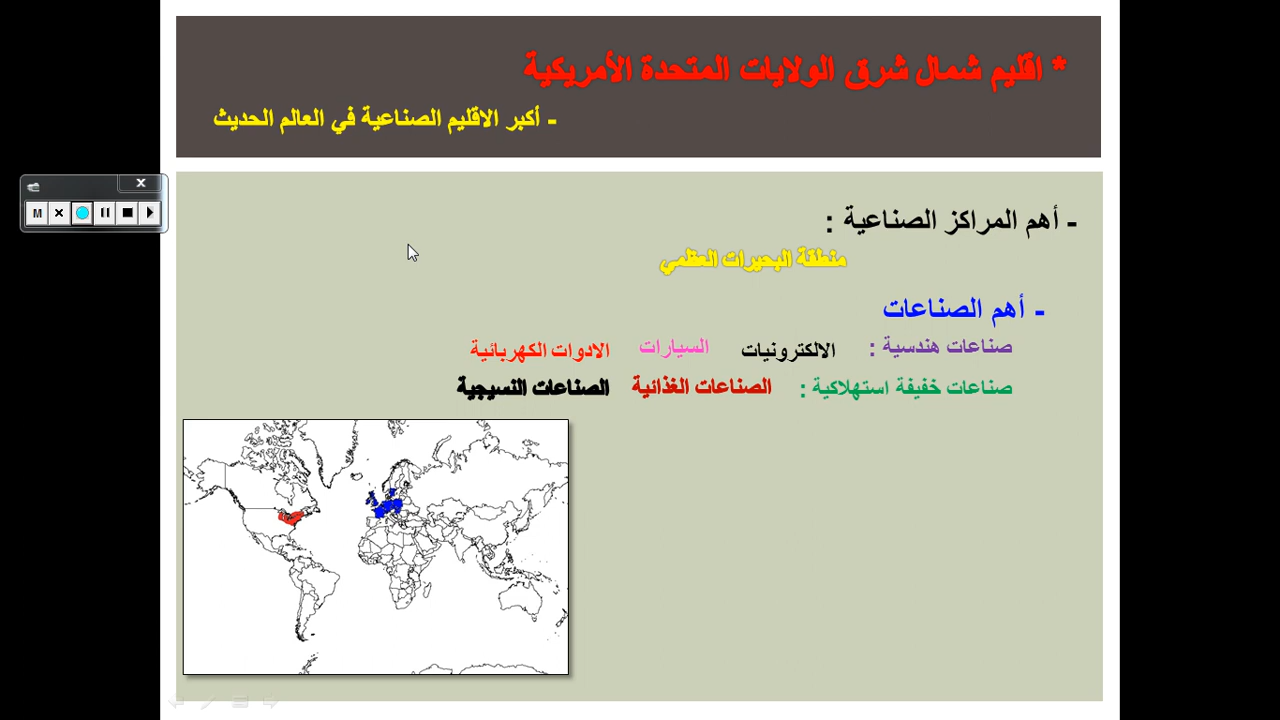 * اقليم شمال شرق الولايات المتحدة الأمريكية
- أكبر الاقليم الصناعية في العالم الحديث
- أهم المراكز الصناعية :
منطقة البحيرات العظمي
- أهم الصناعات
صناعات هندسية : الالكترونيات السيارات الادوات الكهربائية
صناعات خفيفة استهلاكية : الصناعات الغذائية الصناعات النسيجية
M